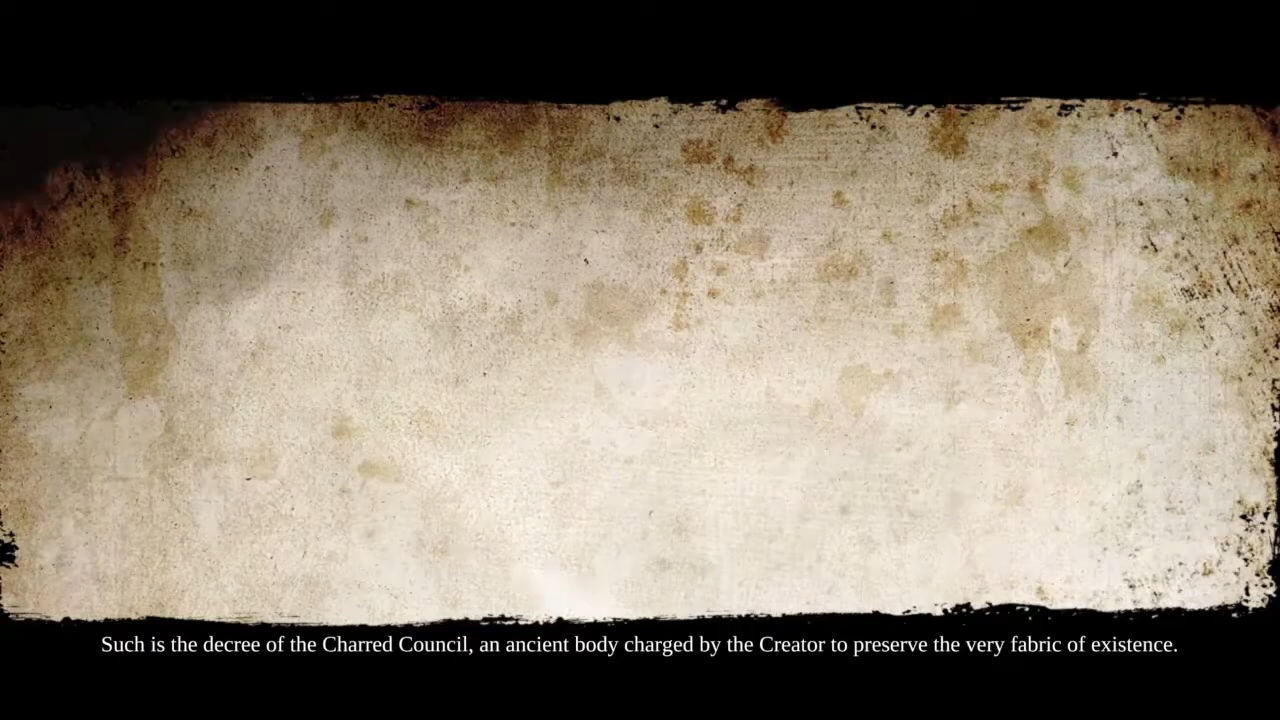 Such is the decree of the Charred Council, an ancient body charged by the Creator to preserve the very fabric of existence.